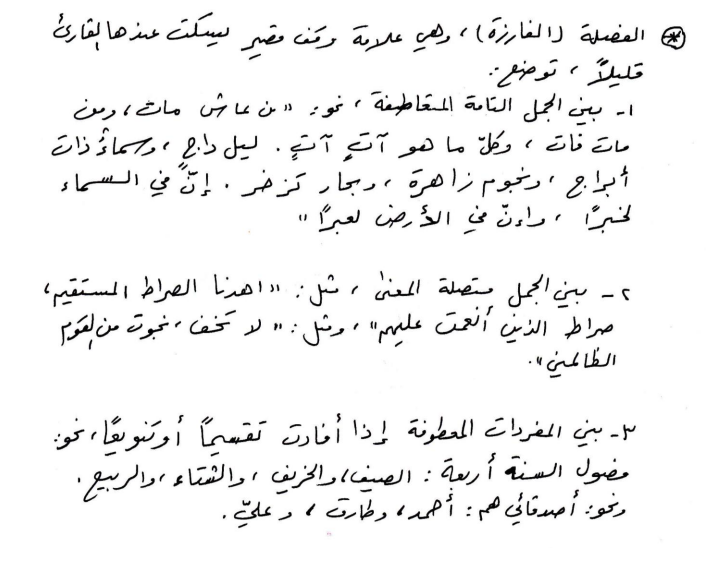 * الفصلة (الفارزة)، وهي علامة وقف قصير ليسكت عندها القارئ
قليلاً، توضع:
١- بين الجمل التامة المتعاطفة، نحو: "من عاش مات، ومن
مات فات، وكلّ ما هو آتٍ آتٍ. ليل داجٍ، وسماءٌ ذات
أبراج، ونجوم زاهرة، وبحار تزخر. إنّ في السماء
لخبرًا، وإنّ في الأرض لعبرًا"
٢- بين الجمل متصلة المعنى، مثل: "اهدنا الصراط المستقيم،
صراط الذين أنعمت عليهم"، ومثل: "لا تخف، نجوت من القوم
الظالمين".
٣- بين المفردات المعطوفة إذا أفادت تقسيماً أو تنويعًا، نحو:
فصول السنة أربعة: الصيف، والخريف، والشتاء، والربيع.
ونحو: أصدقائي هم: أحمد، وطارق، وعليّ.